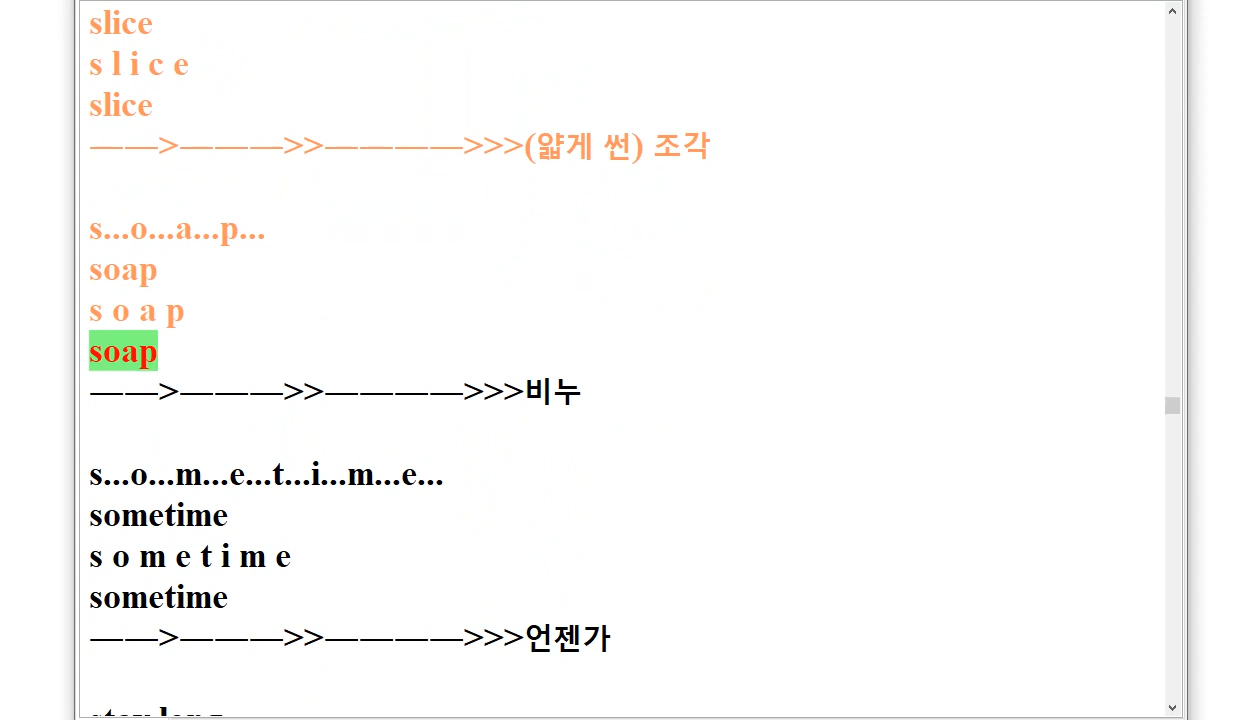 slice
s l i c e
slice
——>———>>————>>>(얇게 썬) 조각
s...o...a...p...
soap
s o a p
soap
——>———>>————>>>비누
s...o...m...e...t...i...m...e...
sometime
s o m e t i m e
sometime
——>———>>————>>>언젠가